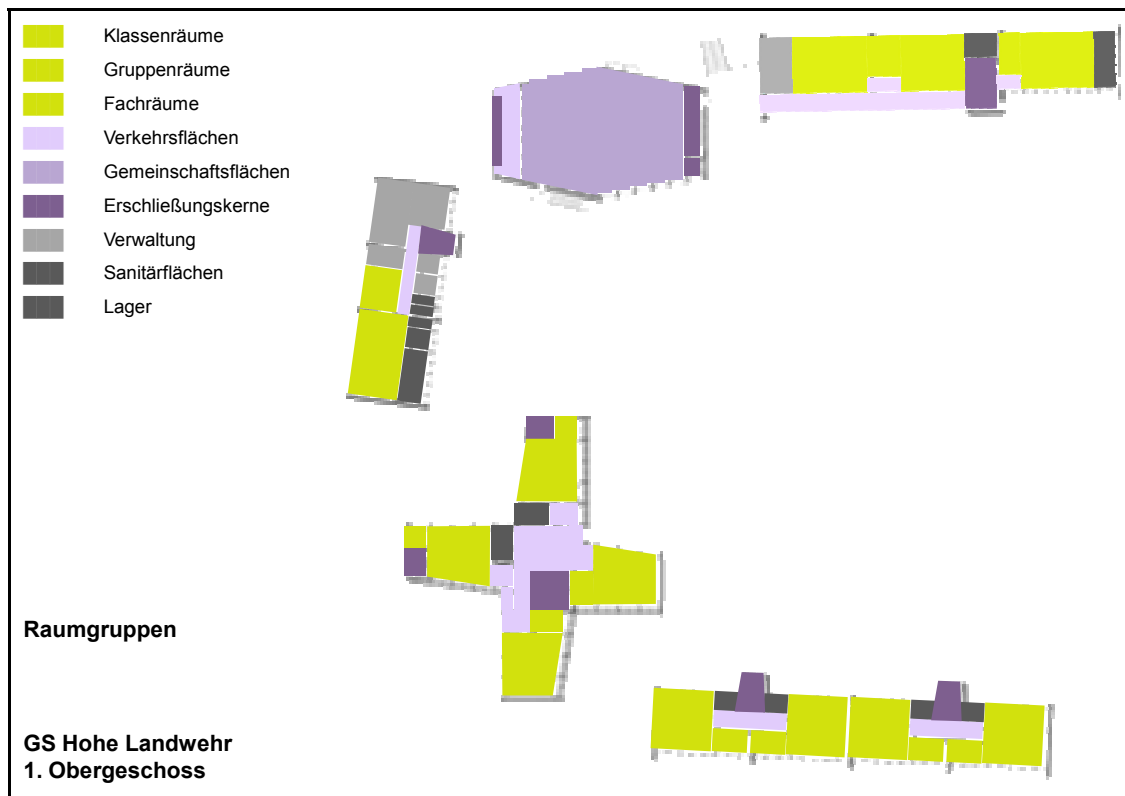 Klassenräume
Gruppenräume
Fachräume
Verkehrsflächen
Gemeinschaftsflächen
Erschließungskerne
Verwaltung
Sanitärflächen
Lager
Raumgruppen
GS Hohe Landwehr
1. Obergeschoss